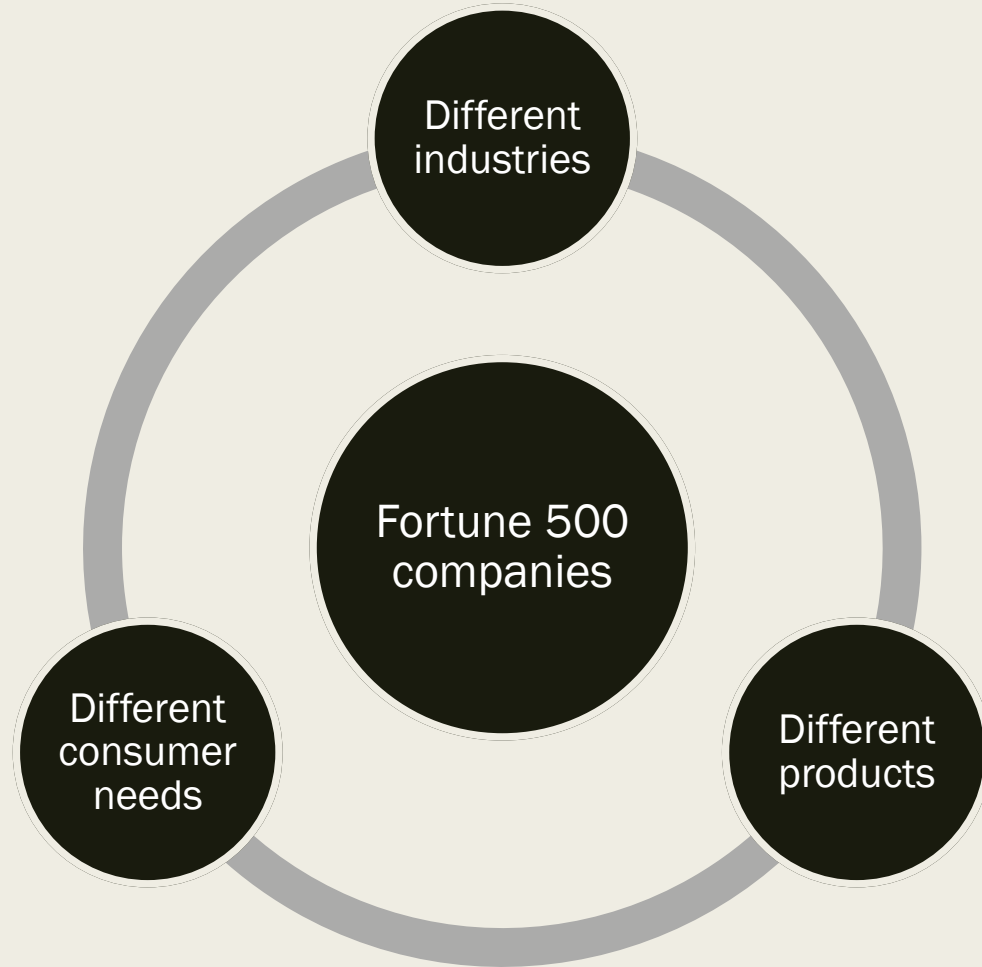 Different
industries
Fortune 500
companies
Different
consumer
needs
Different
products